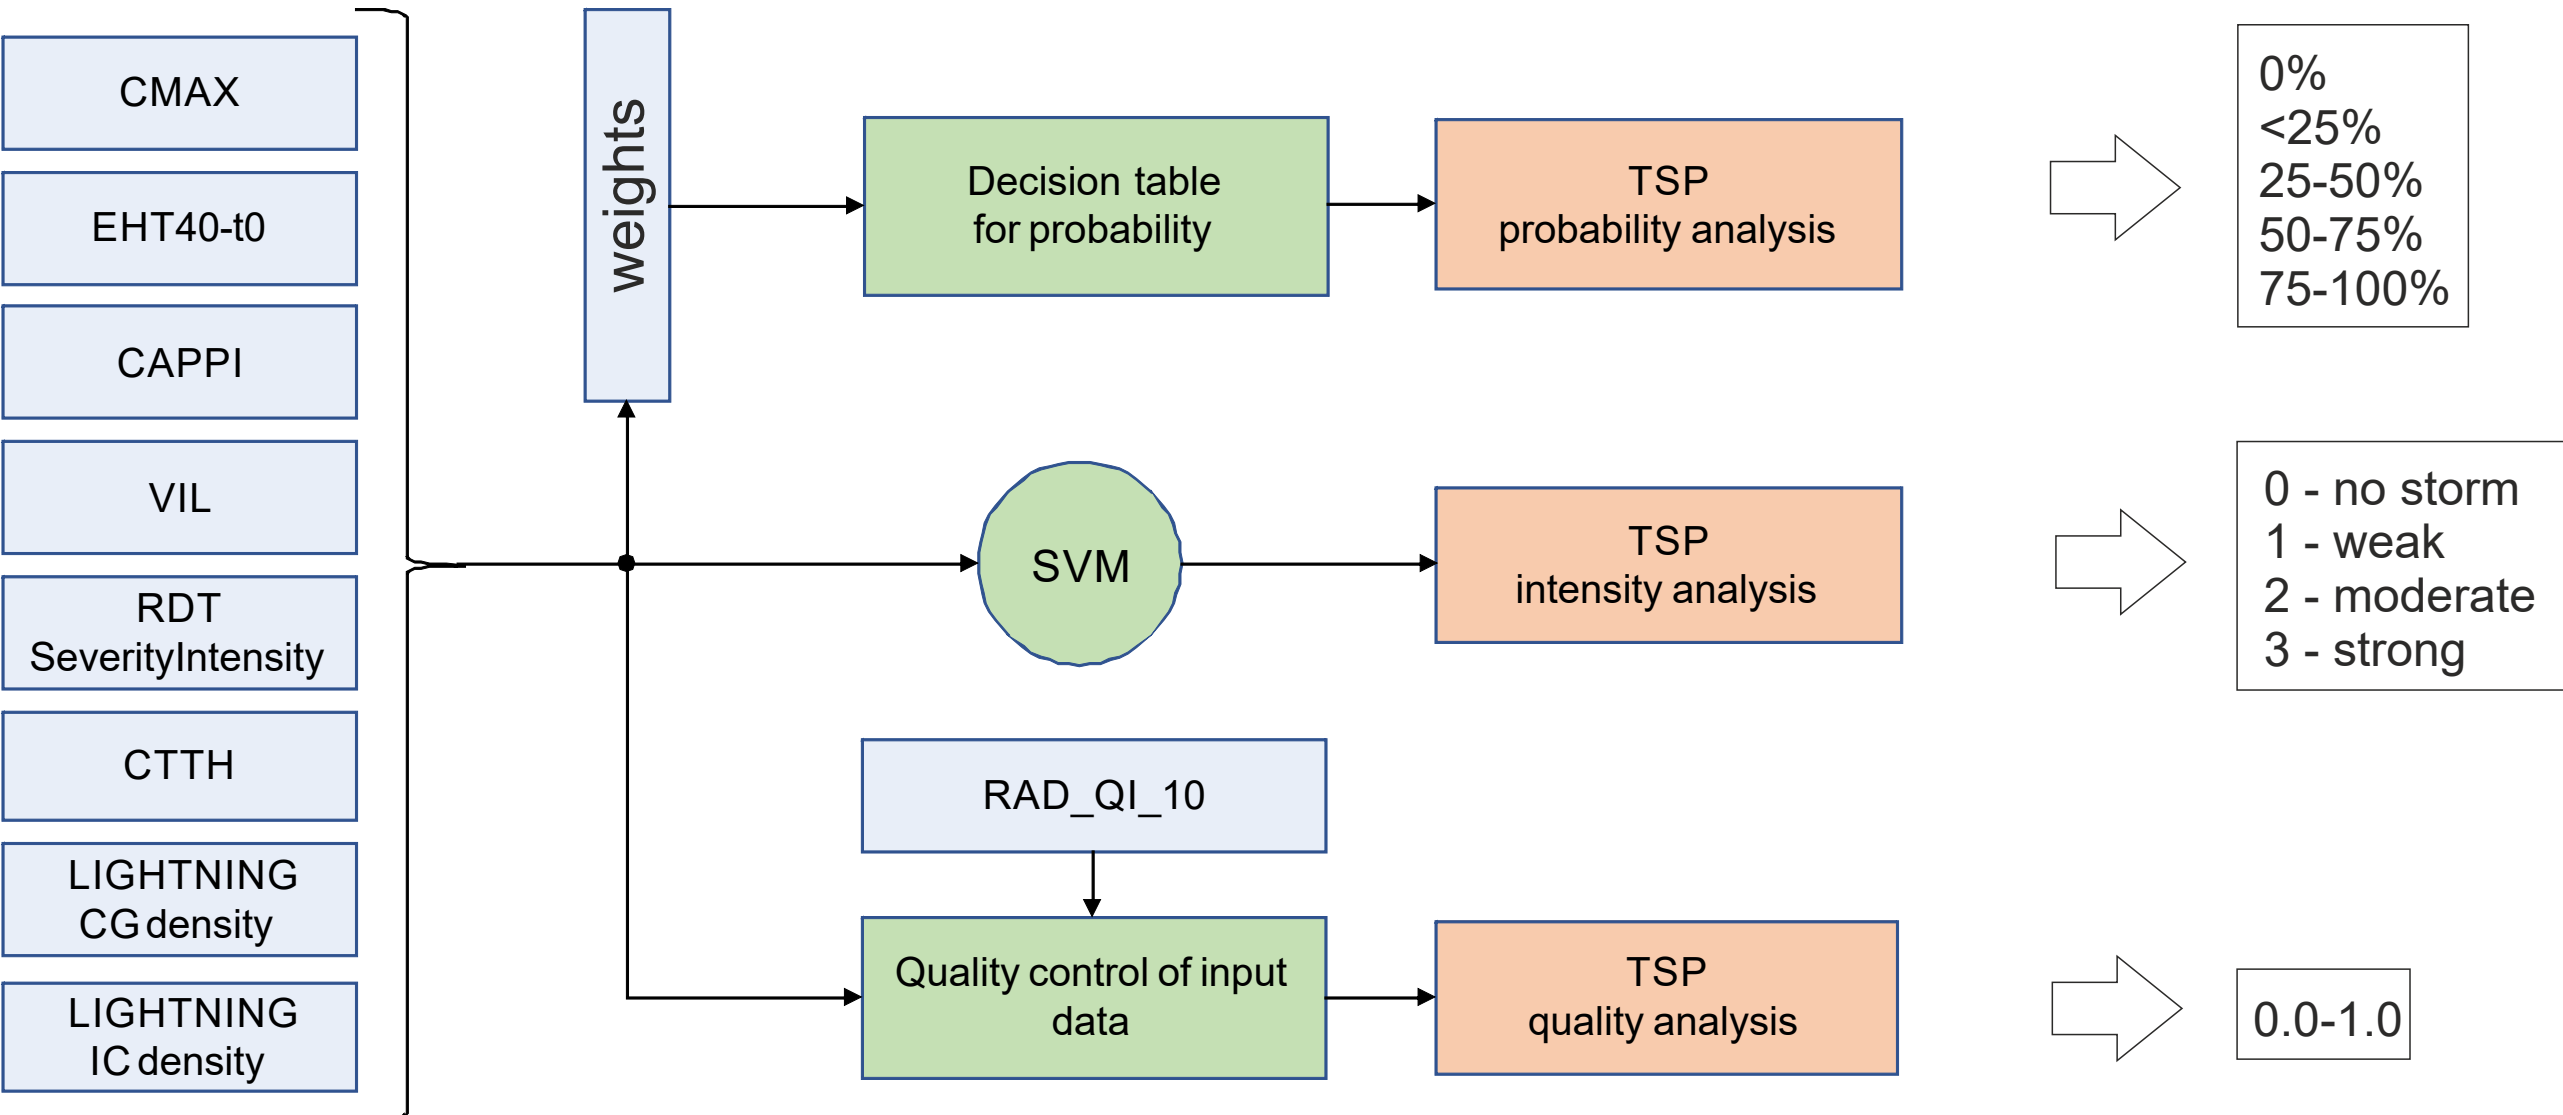 CMAX
EHT40-t0
CAPPI
VIL
RDT
SeverityIntensity
CTTH
LIGHTNING
CG density
LIGHTNING
IC density
weights
Decision table
for probability
TSP
probability analysis
0%
<25%
25-50%
50-75%
75-100%
SVM
TSP
intensity analysis
0 - no storm
1 - weak
2 - moderate
3 - strong
RAD_QI_10
Quality control of input
data
TSP
quality analysis
0.0-1.0